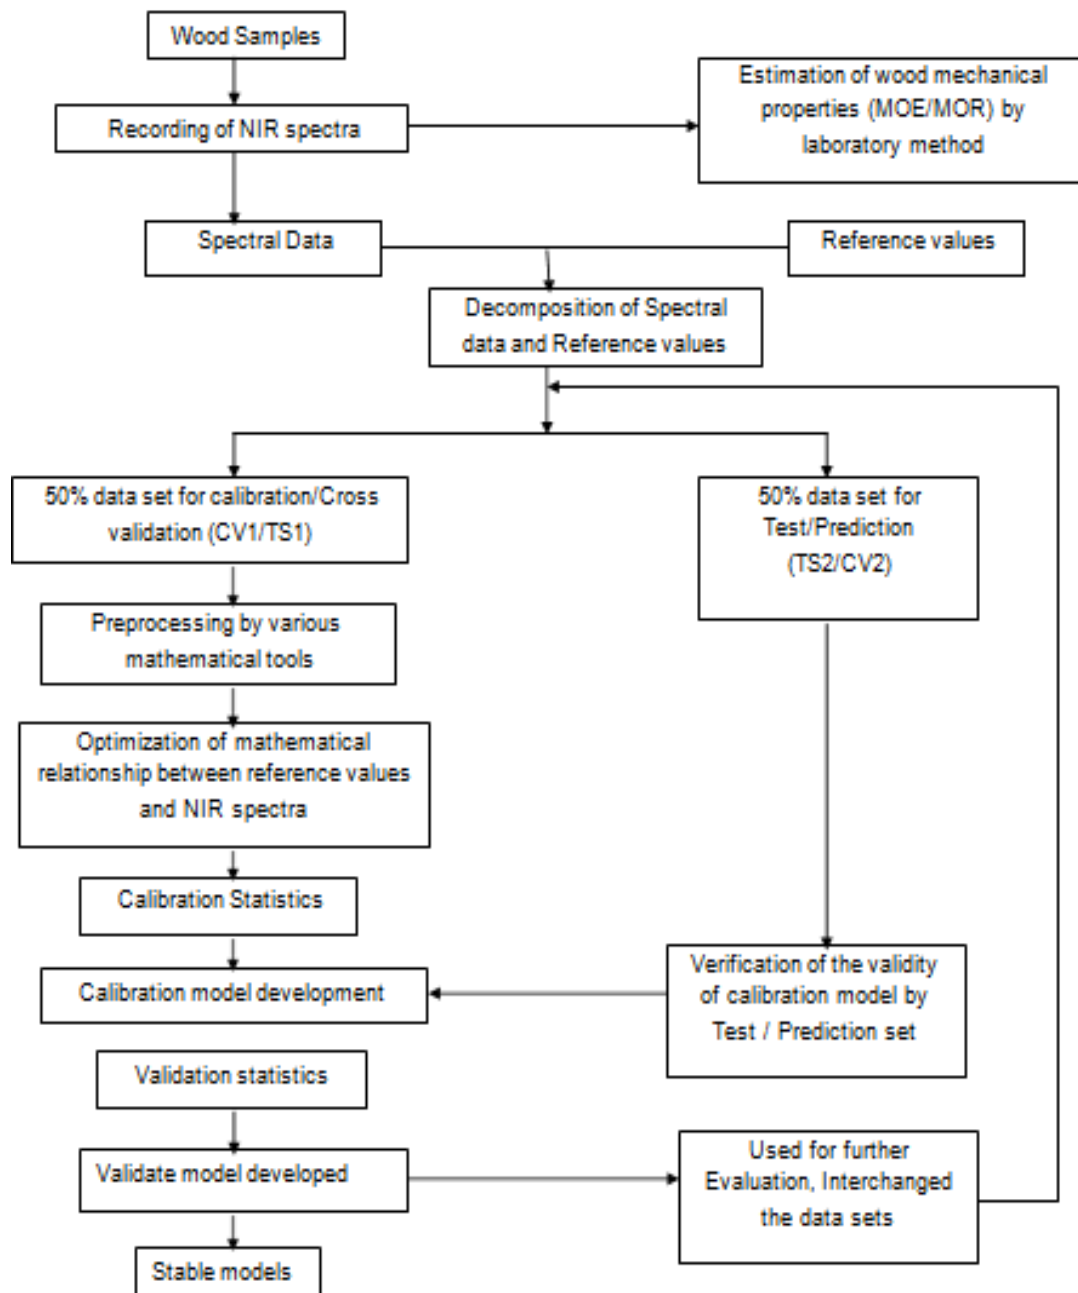 Wood Samples
Estimation of wood mechanical
properties (MOE/MOR) by
laboratory method
Recording of NIR spectra
Spectral Data
Reference values
Decomposition of Spectral
data and Reference values
50% data set for calibration/Cross
validation (CV1/TS1)
50% data set for
Test/Prediction
(TS2/CV2)
Preprocessing by various
mathematical tools
Optimization of mathematical
relationship between reference values
and NIR spectra
Calibration Statistics
Calibration model development
Verification of the validity
of calibration model by
Test / Prediction set
Validation statistics
Validate model developed
Used for further
Evaluation, Interchanged
the data sets
Stable models